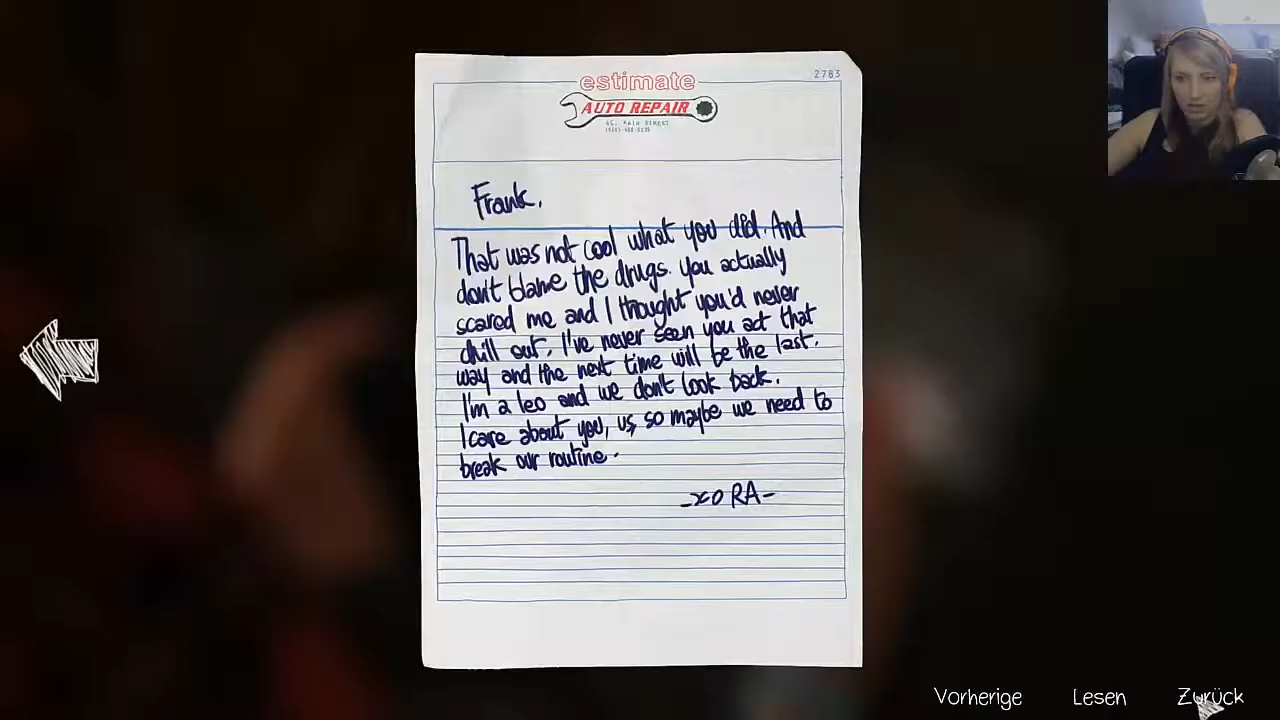 2783
estimate
AUTO REPAIR
Frank,
That was not cool what you did. And
don't blame the drugs. You actually
scared me and I thought you'd never
chill out. I've never seen you act that
way and the next time will be the last.
I'm a leo and we don't look back.
I care about you, us, so maybe we need to
break our routine.
-xo RA-
Vorherige Lesen Zurück